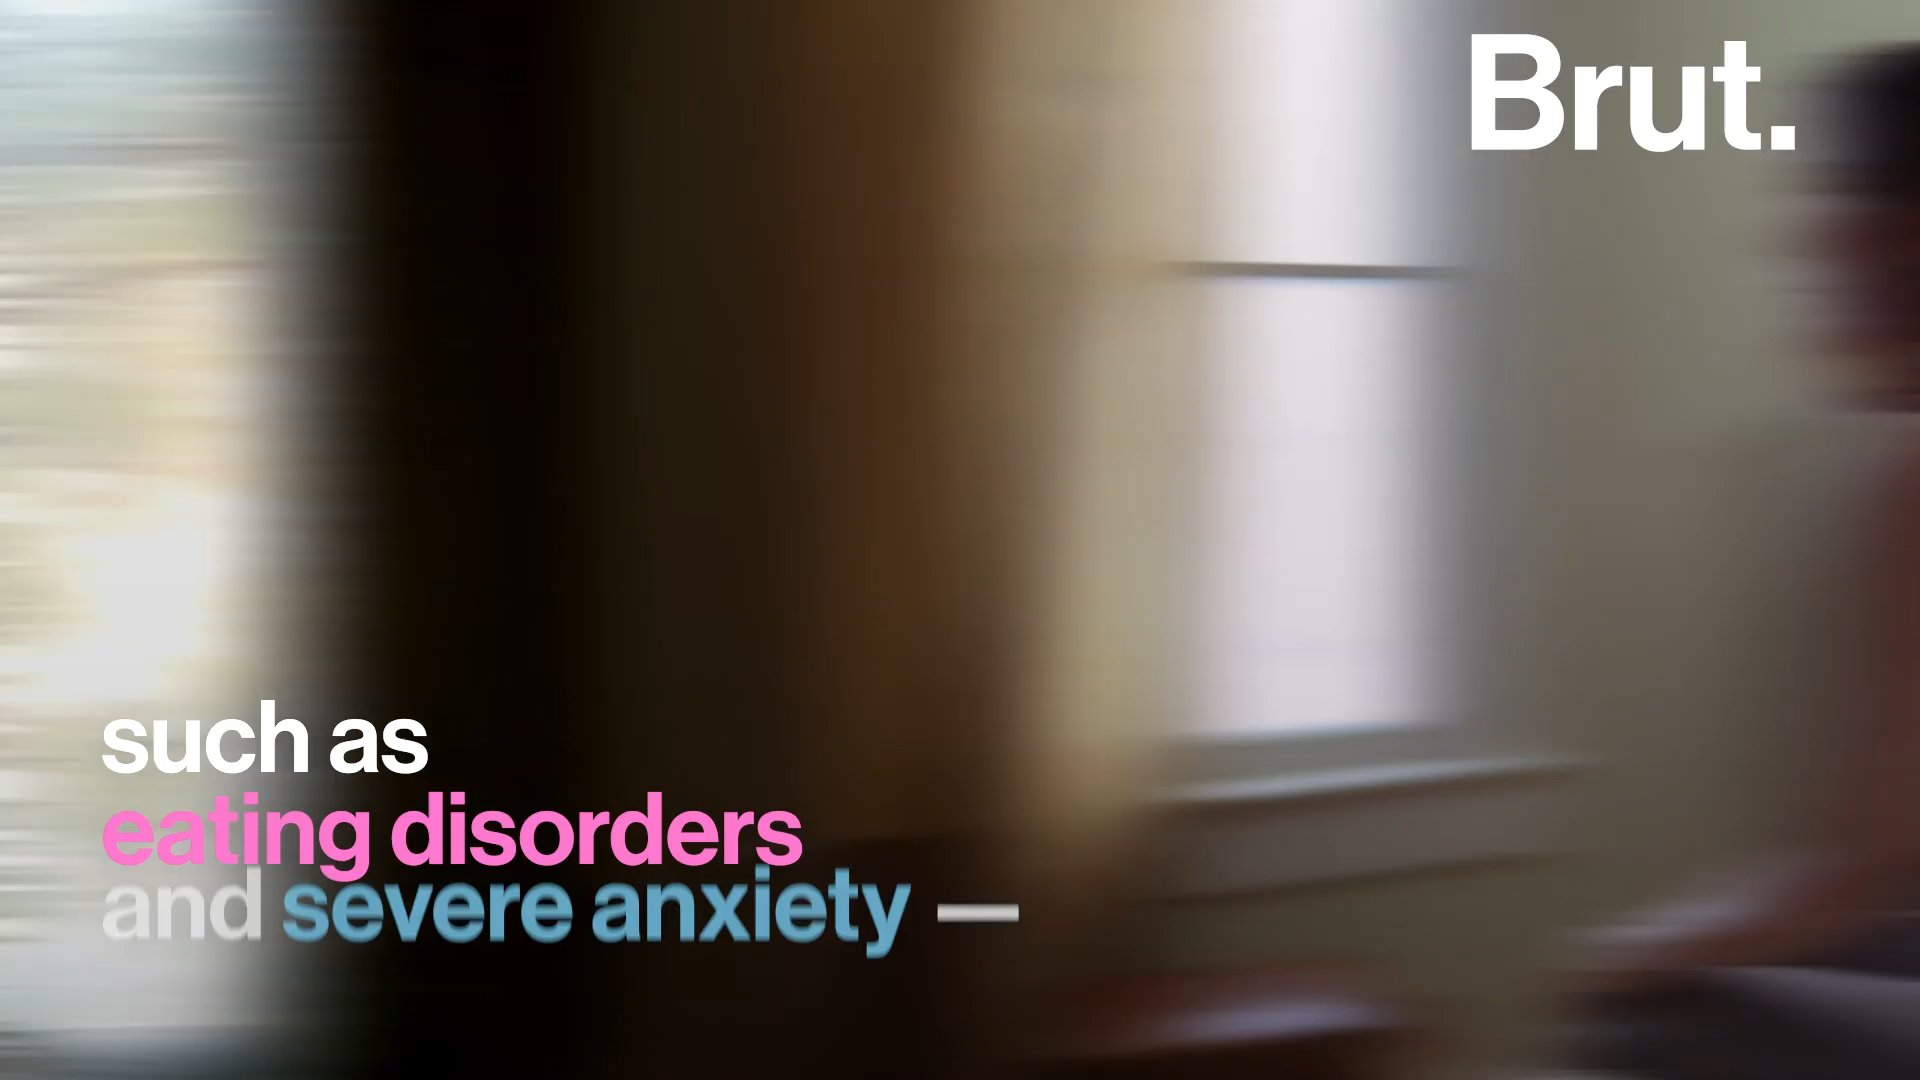 Brut.
such as
eating disorders
and severe anxiety —